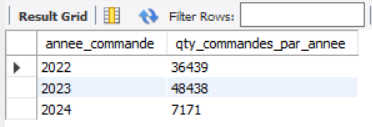 Result Grid Filter Rows:
annee_commande qty_commandes_par_annee
2022 36439
2023 48438
2024 7171